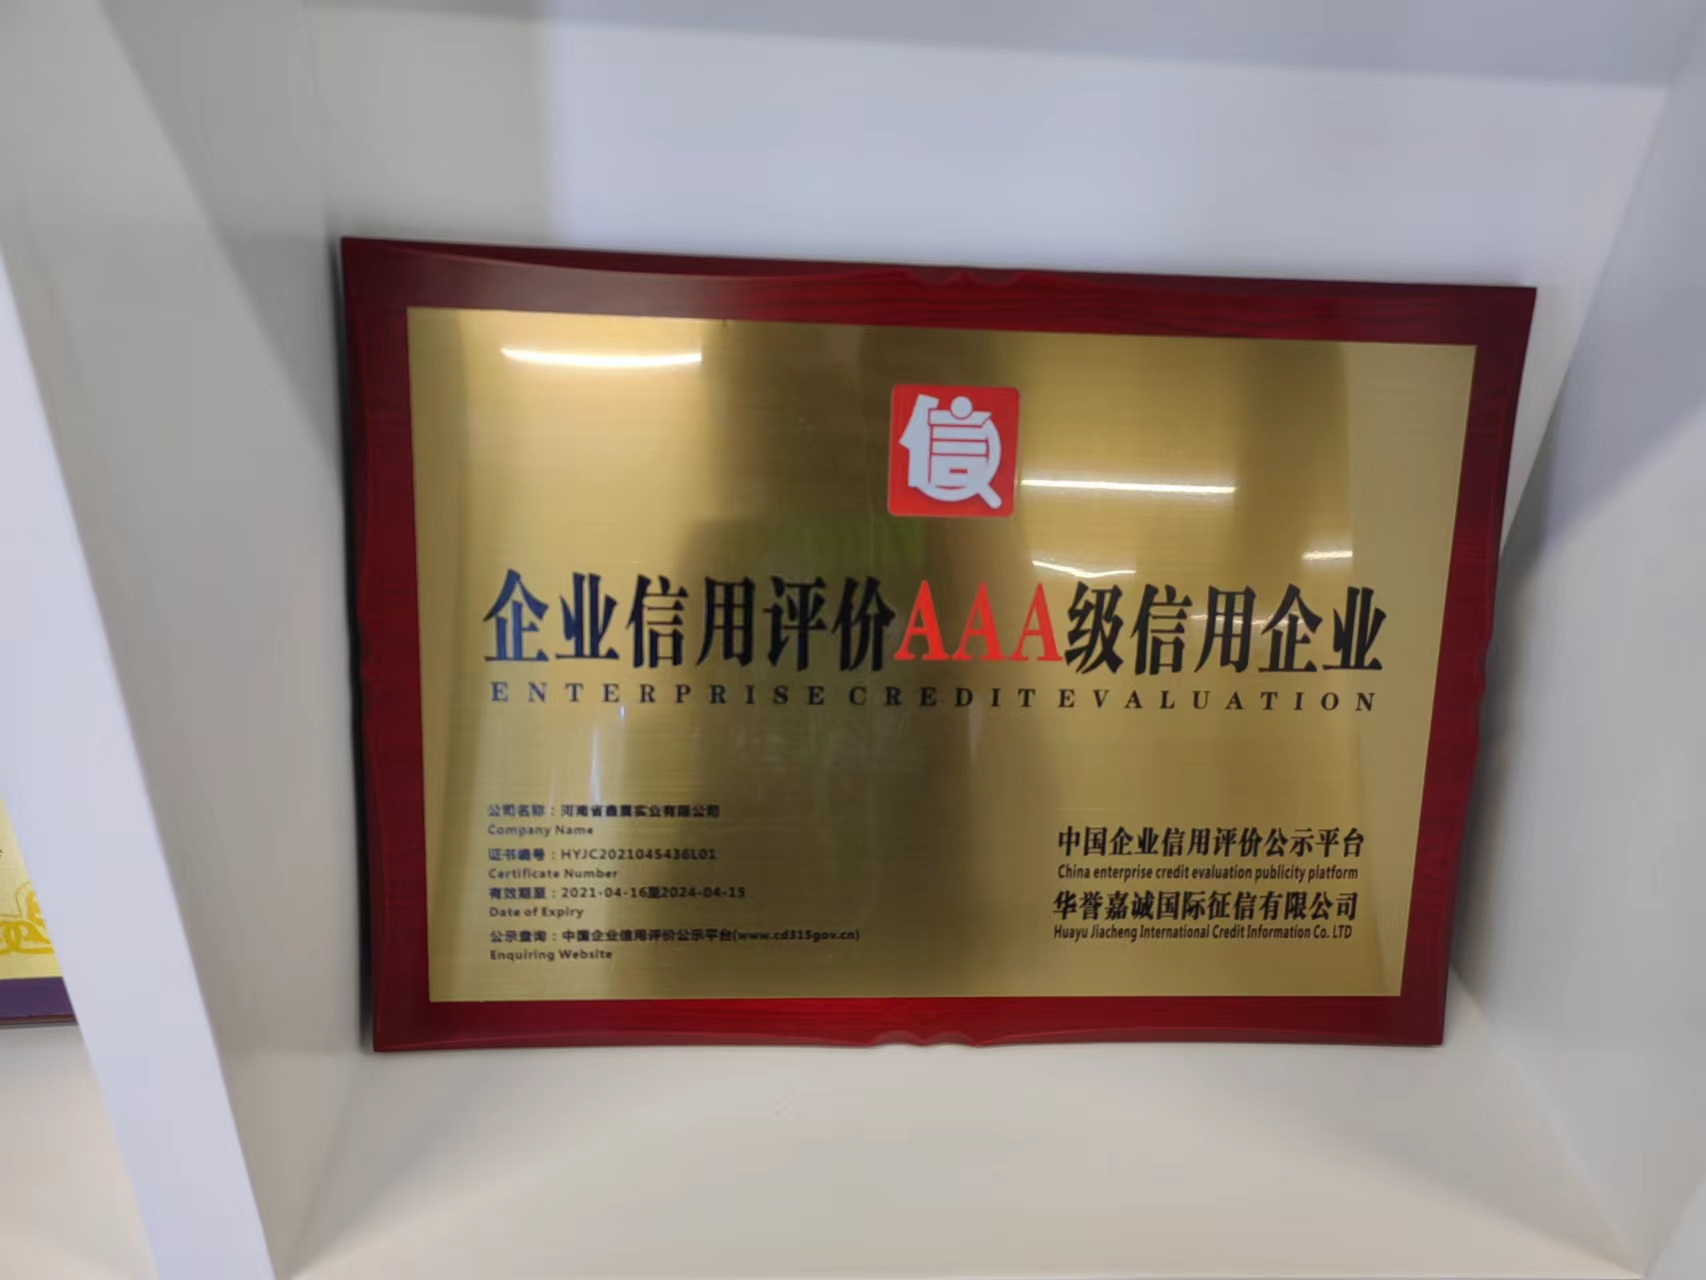 信
企业信用评价AAA级信用企业
ENTERPRISE CREDIT EVALUATION
公司名称：河南省鑫昊实业有限公司
Company Name
证书编号：HYJC2021045436L01
Certificate Number
有效期至：2021-04-16至2024-04-15
Date of Expiry
公示查询：中国企业信用评价公示平台(www.cd315gov.cn)
Enquiring Website
中国企业信用评价公示平台
China enterprise credit evaluation publicity platform
华誉嘉诚国际征信有限公司
Huayu Jiacheng International Credit Information Co. LTD